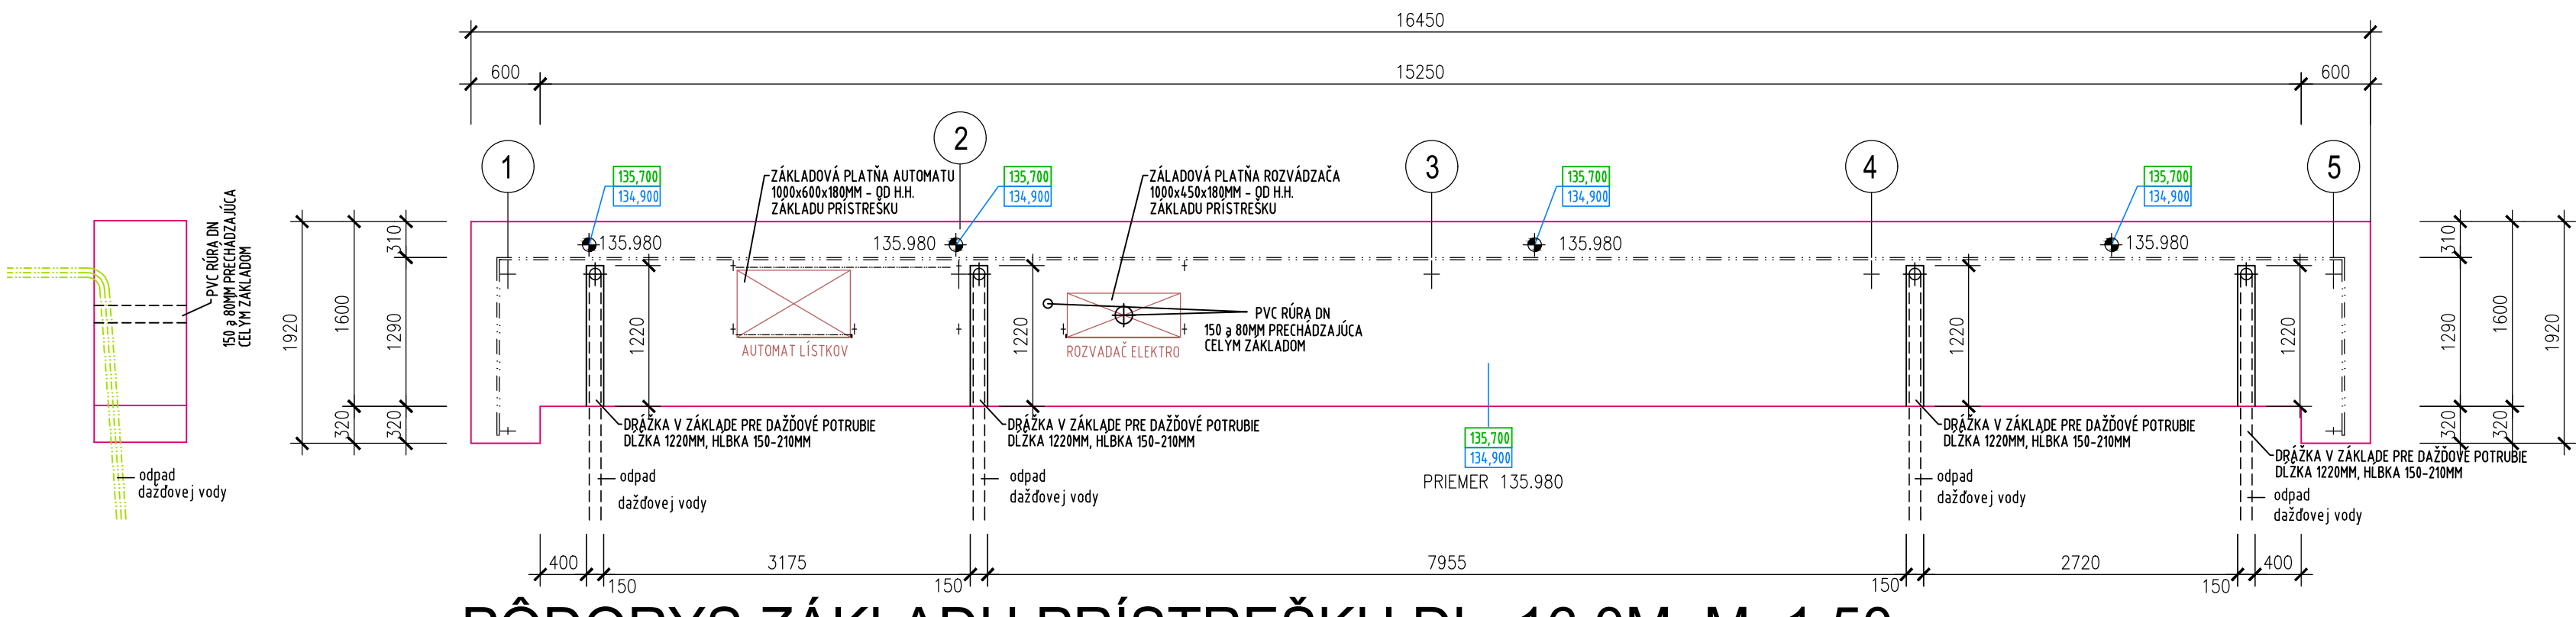 16450
600
15250
600
1
2
3
4
5
135,700
134,900
135,700
134,900
135,700
134,900
135,700
134,900
ZÁKLADOVÁ PLATŇA AUTOMATU
1000x600x180MM - OD H.H.
ZÁKLADU PRÍSTREŠKU
ZÁLADOVÁ PLATŇA ROZVÁDZAČA
1000x450x180MM - OD H.H.
ZÁKLADU PRÍSTREŠKU
135.980
135.980
135.980
135.980
PVC RÚRA DN
150 a 80MM PRECHÁDZAJÚCA
CELÝM ZÁKLADOM
1920
1600
320
310
1290
320
1220
1220
1220
1220
310
1290
320
1600
320
1920
AUTOMAT LÍSTKOV
ROZVADAČ ELEKTRO
PVC RÚRA DN
150 a 80MM PRECHÁDZAJÚCA
CELÝM ZÁKLADOM
DRÁŽKA V ZÁKLADE PRE DAŽĎOVÉ POTRUBIE
DĹŽKA 1220MM, HĹBKA 150-210MM
DRÁŽKA V ZÁKLADE PRE DAŽĎOVÉ POTRUBIE
DĹŽKA 1220MM, HĹBKA 150-210MM
135,700
134,900
PRIEMER 135.980
DRÁŽKA V ZÁKLADE PRE DAŽĎOVÉ POTRUBIE
DĹŽKA 1220MM, HĹBKA 150-210MM
DRÁŽKA V ZÁKLADE PRE DAŽĎOVÉ POTRUBIE
DĹŽKA 1220MM, HĹBKA 150-210MM
odpad
dažďovej vody
odpad
dažďovej vody
odpad
dažďovej vody
odpad
dažďovej vody
odpad
dažďovej vody
400
150
3175
150
7955
150
2720
150
400
PÔDORYS ZÁKLADU PRÍSTREŠKU